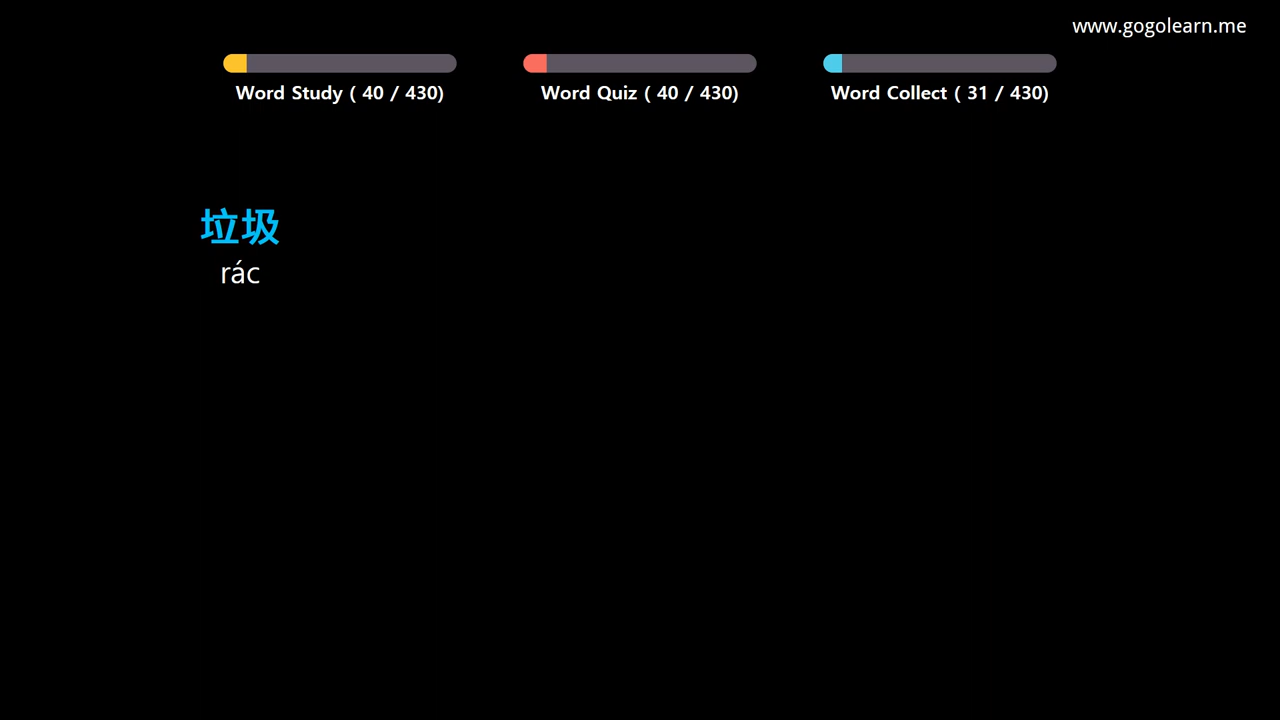 www.gogolearn.me
Word Study ( 40 / 430)
Word Quiz ( 40 / 430)
Word Collect ( 31 / 430)
垃圾
rác